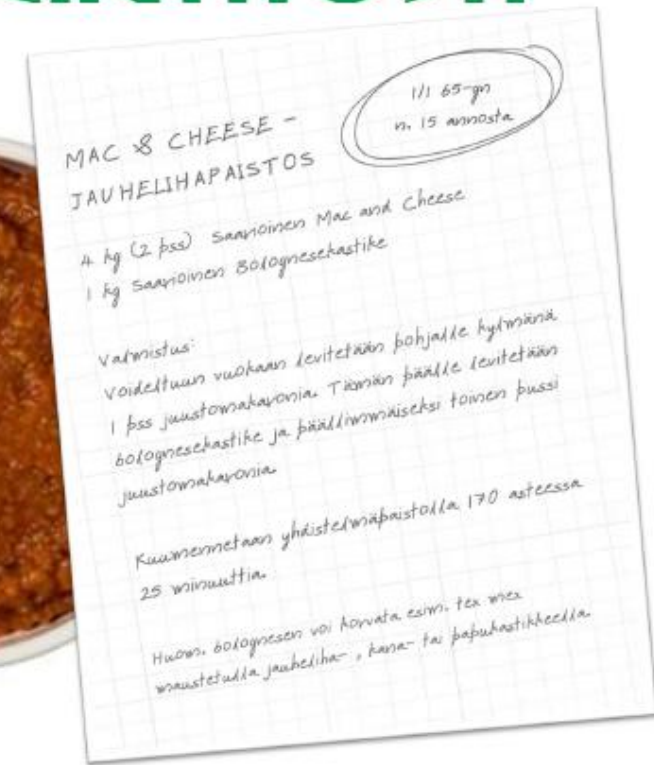 MAC & CHEESE -
JAUHELIHAPAISTOS
1/1 65-gn
n. 15 annosta
4 kg (2 pss) Saarioinen Mac and Cheese
1 kg Saarioinen Bolognesekastike
Valmistus:
Voideltuun vuokaan levitetään pohjalle kylmänä
1 pss juustomakaronia. Tämän päälle levitetään
bolognesekastike ja päällimmäiseksi toinen pussi
juustomakaronia.
Kuumennetaan yhdistelmäpaistolla 170 asteessa
25 minuuttia.
Huom. bolognesen voi korvata esim. tex mex
maustetulla jauheliha-, kana- tai papukastikkeella.